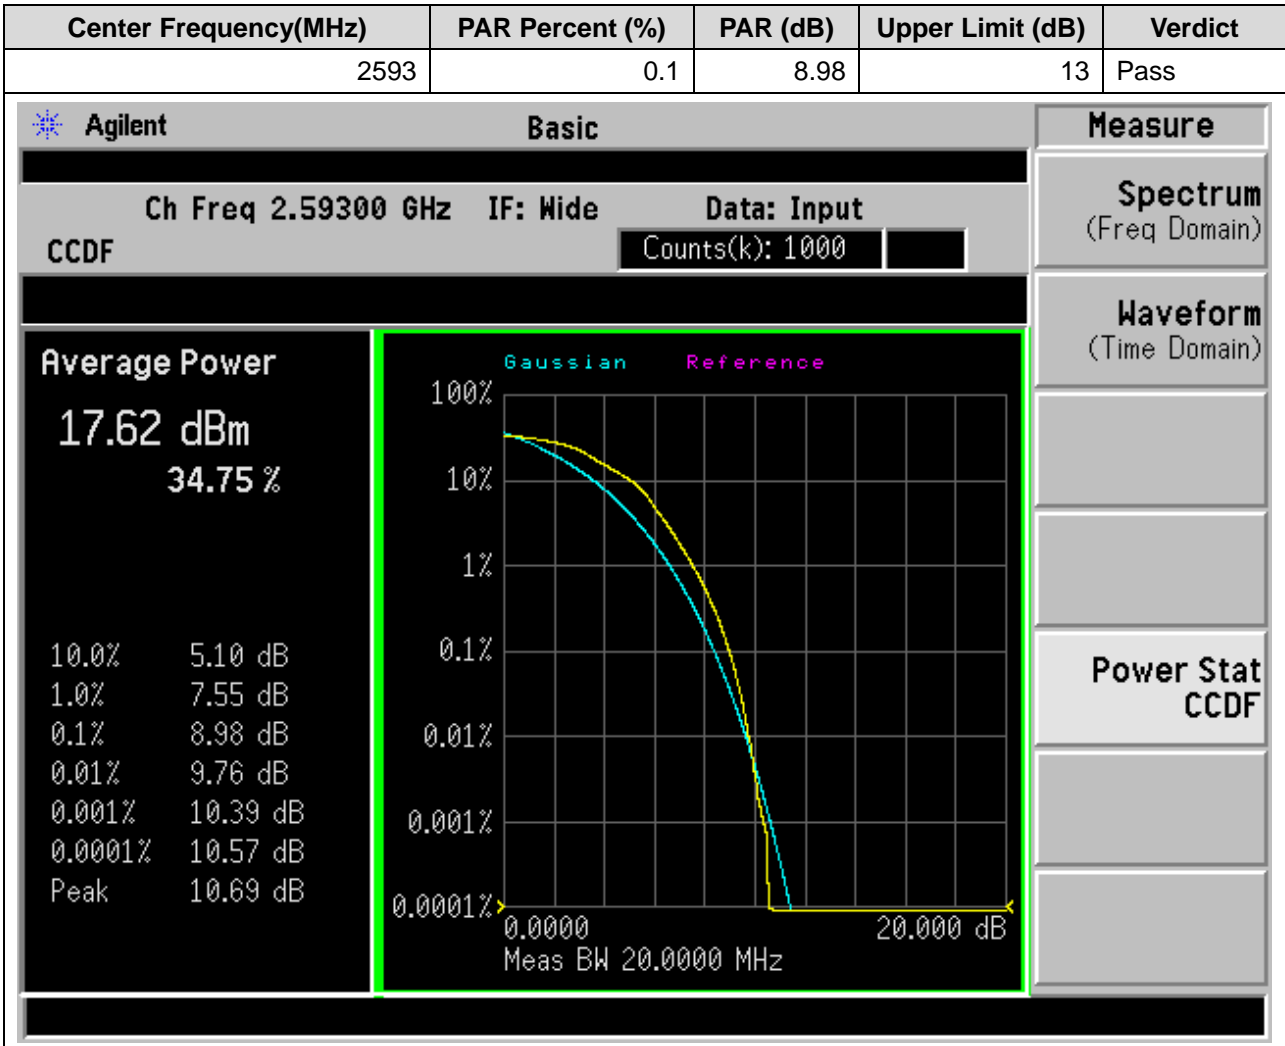 Center Frequency(MHz) PAR Percent (%) PAR (dB) Upper Limit (dB) Verdict
2593 0.1 8.98 13 Pass
Agilent Basic Measure
Ch Freq 2.59300 GHz IF: Wide Data: Input
CCDF Counts(k): 1000
Spectrum
(Freq Domain)
Waveform
(Time Domain)
Power Stat
CCDF
Average Power
17.62 dBm
34.75 %
10.0% 5.10 dB
1.0% 7.55 dB
0.1% 8.98 dB
0.01% 9.76 dB
0.001% 10.39 dB
0.0001% 10.57 dB
Peak 10.69 dB
Gaussian Reference
100%
10%
1%
0.1%
0.01%
0.001%
0.0001%
0.0000 20.000 dB
Meas BW 20.0000 MHz